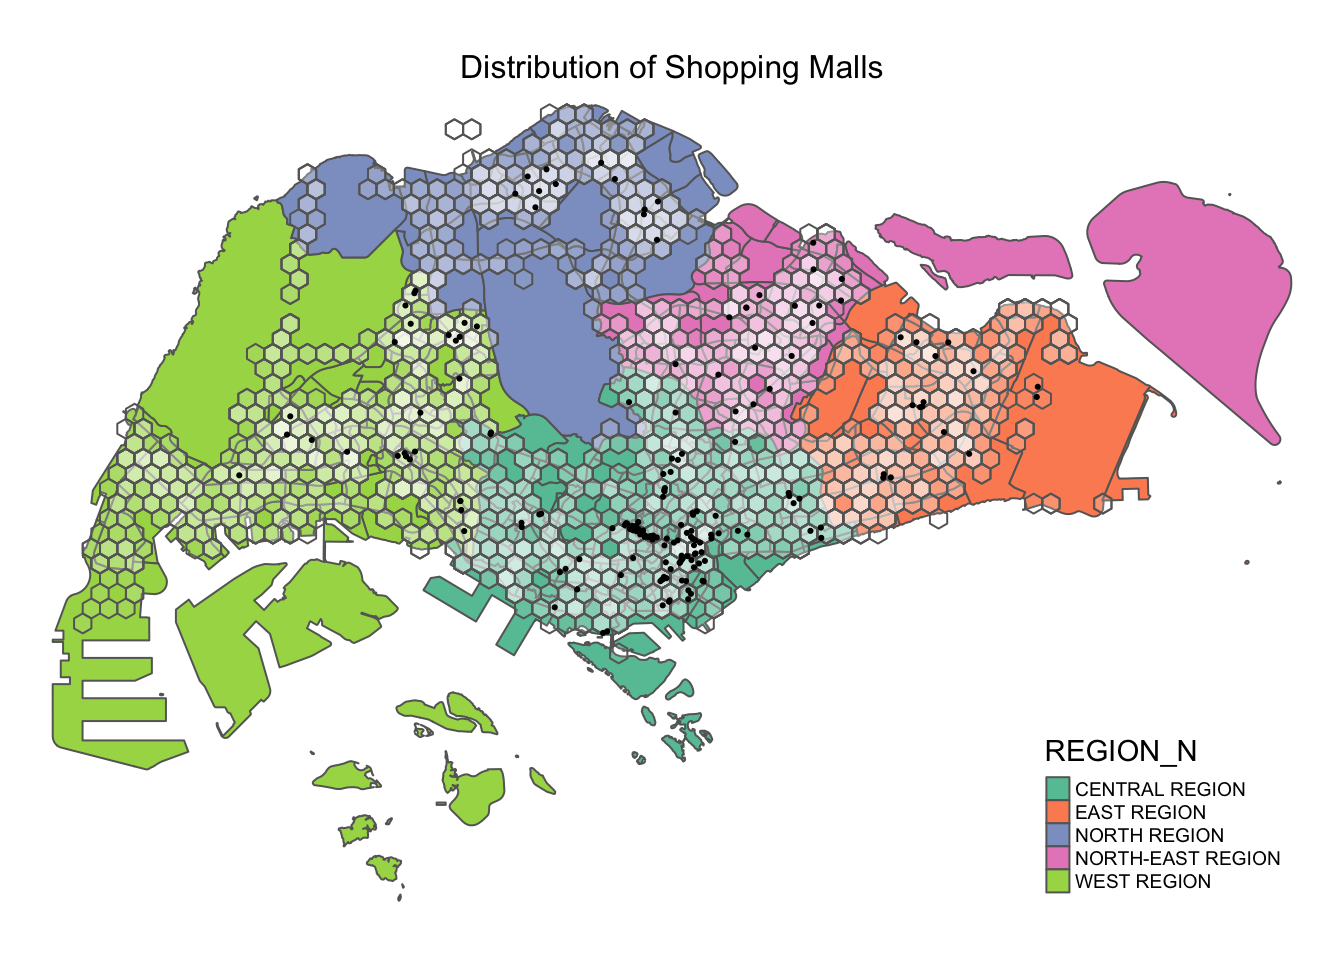 Distribution of Shopping Malls
REGION_N
CENTRAL REGION
EAST REGION
NORTH REGION
NORTH-EAST REGION
WEST REGION